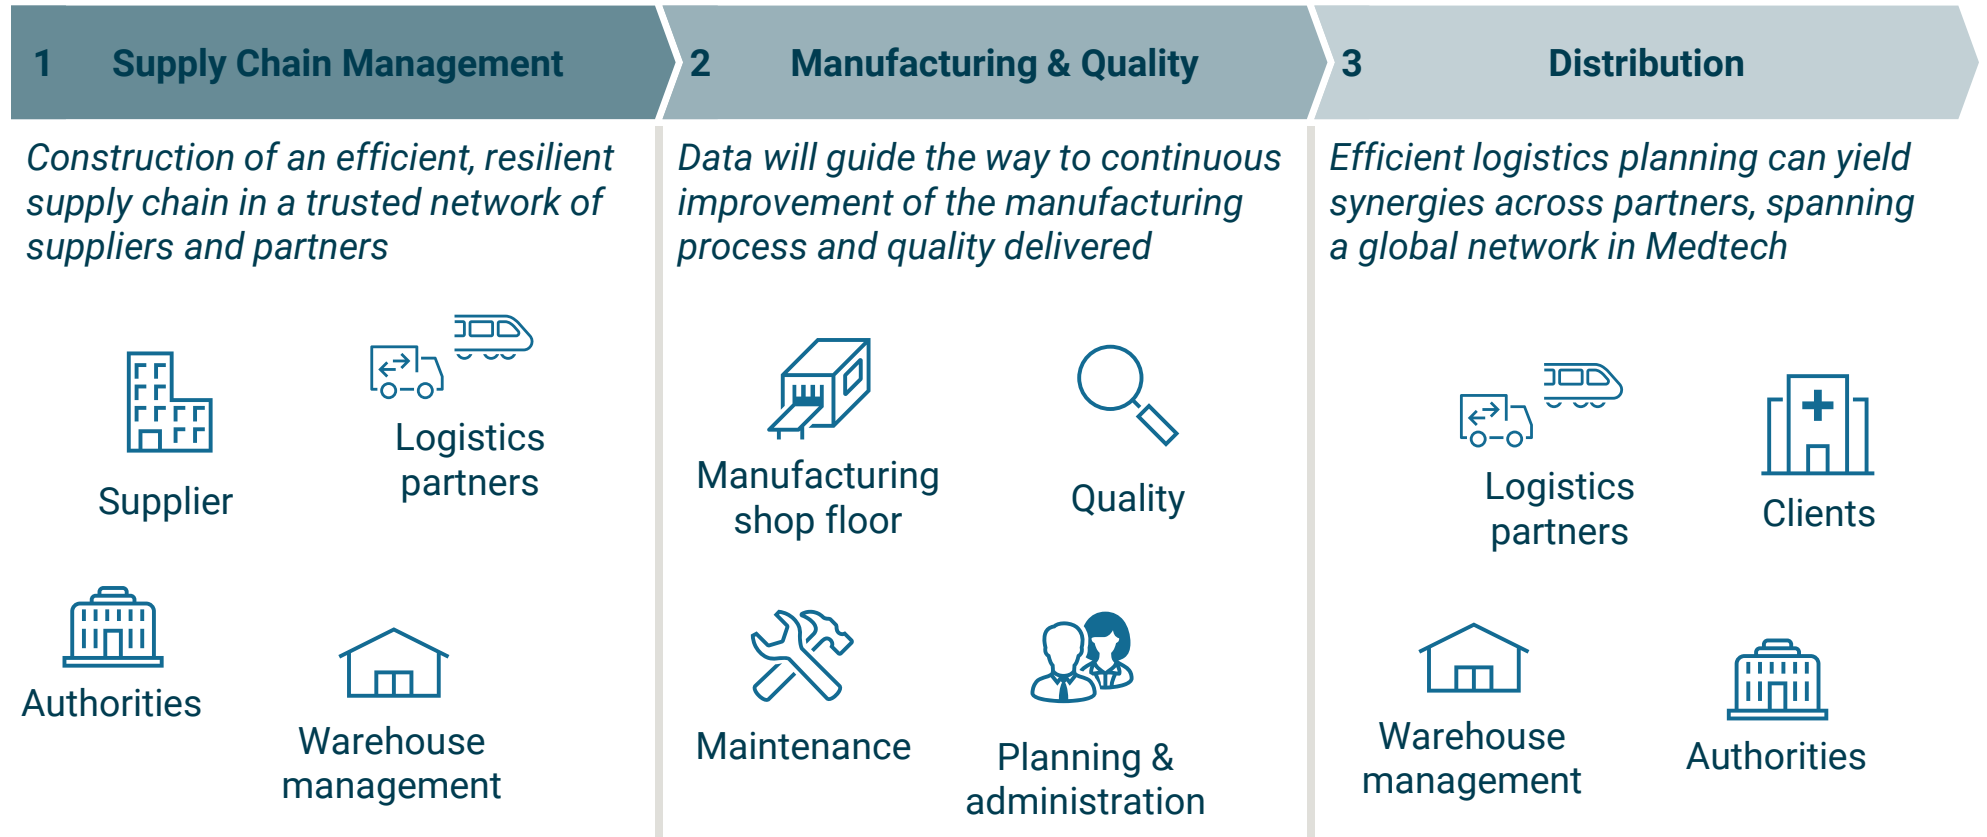 1 Supply Chain Management
Construction of an efficient, resilient
supply chain in a trusted network of
suppliers and partners
Supplier
Logistics
partners
Authorities
Warehouse
management
2 Manufacturing & Quality
Data will guide the way to continuous
improvement of the manufacturing
process and quality delivered
Manufacturing
shop floor
Quality
Maintenance
Planning &
administration
3 Distribution
Efficient logistics planning can yield
synergies across partners, spanning
a global network in Medtech
Logistics
partners
Clients
Warehouse
management
Authorities